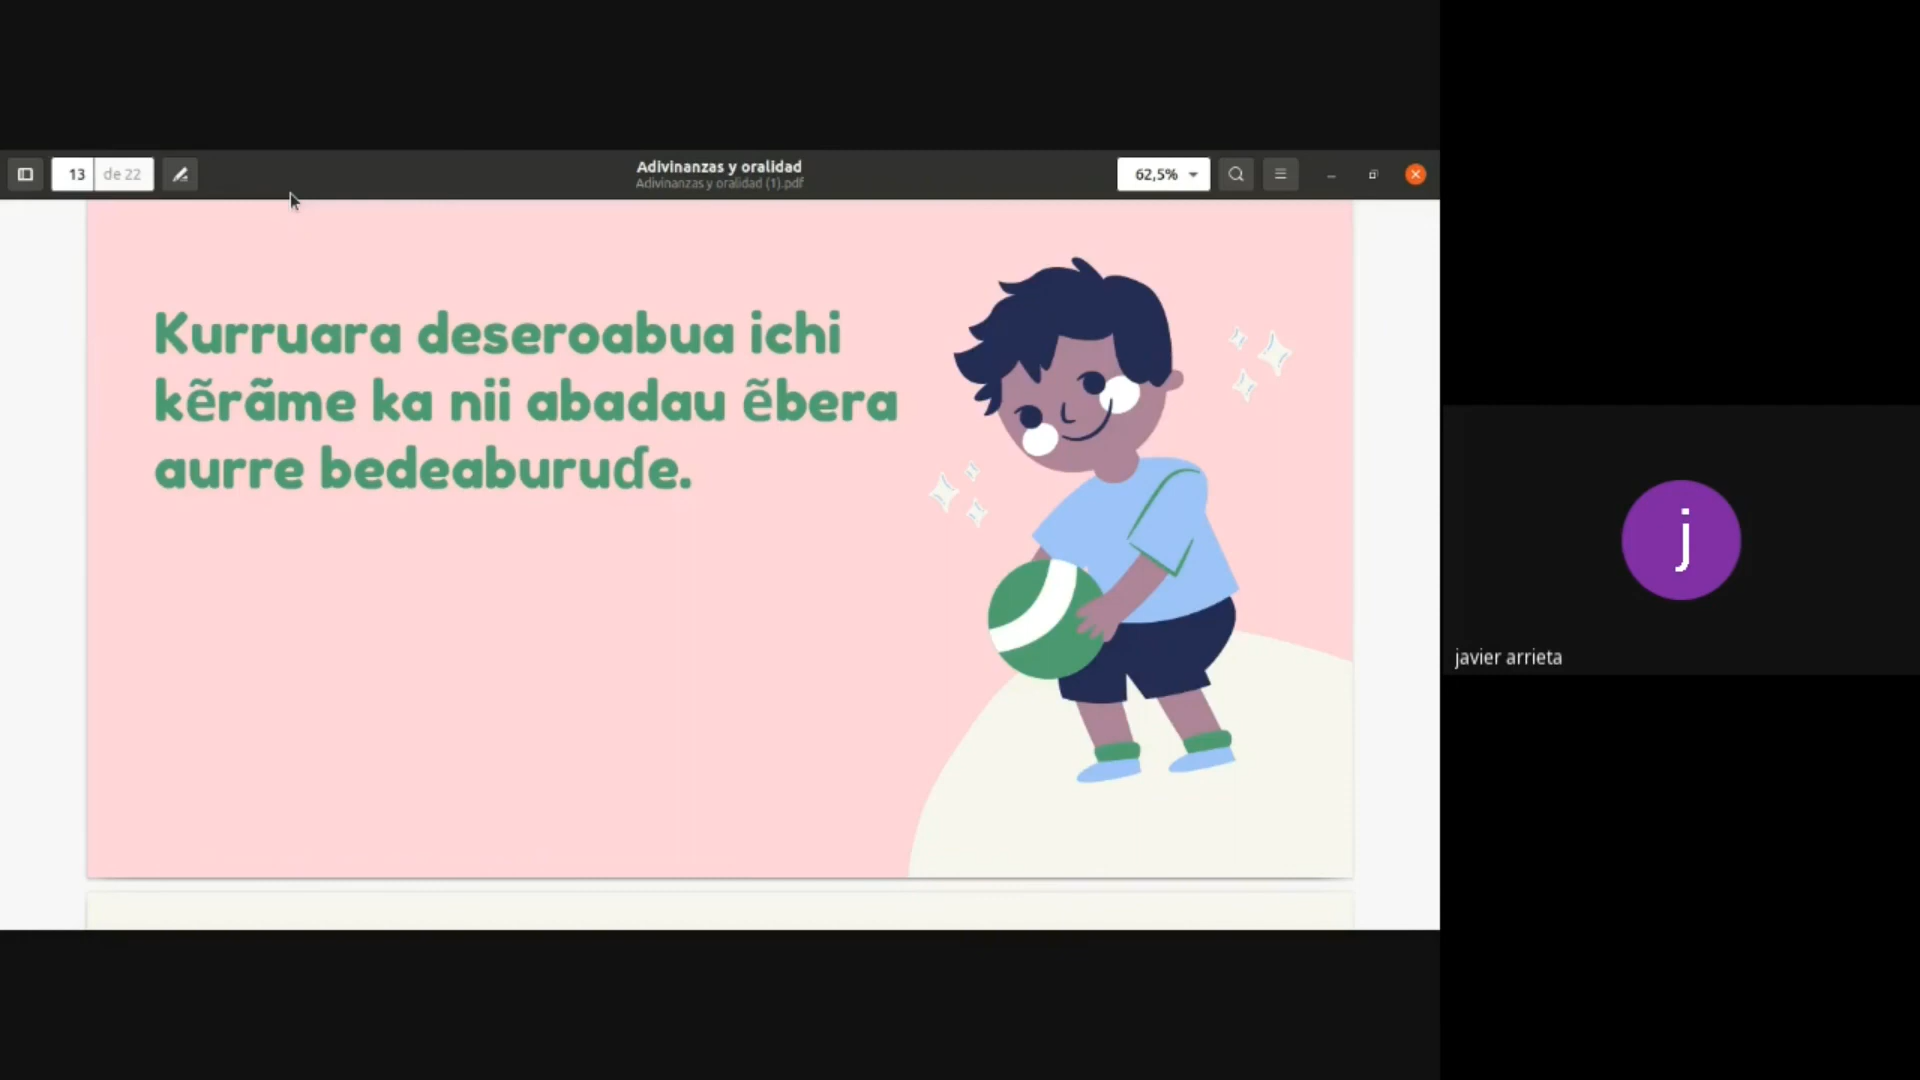 13 de 22
Adivinanzas y oralidad
Adivinanzas y oralidad (1).pdf
62,5%
Kurruara deseroabua ichi
kẽrãme ka nii abadau ẽbera
aurre bedeaburuɗe.
j
javier arrieta